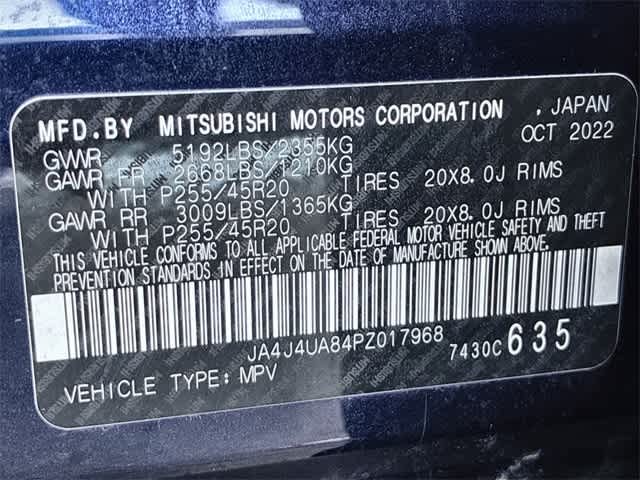 MFD.BY MITSUBISHI MOTORS CORPORATION , JAPAN
OCT 2022
GVWR 5192LBS/2355KG
GAWR FR 2668LBS/1210KG
WITH P255/45R20 TIRES 20X8.0J RIMS
GAWR RR 3009LBS/1365KG
WITH P255/45R20 TIRES 20X8.0J RIMS
THIS VEHICLE CONFORMS TO ALL APPLICABLE FEDERAL MOTOR VEHICLE SAFETY AND THEFT
PREVENTION STANDARDS IN EFFECT ON THE DATE OF MANUFACTURE SHOWN ABOVE.
JA4J4UA84PZ017968 7430C 635
VEHICLE TYPE: MPV